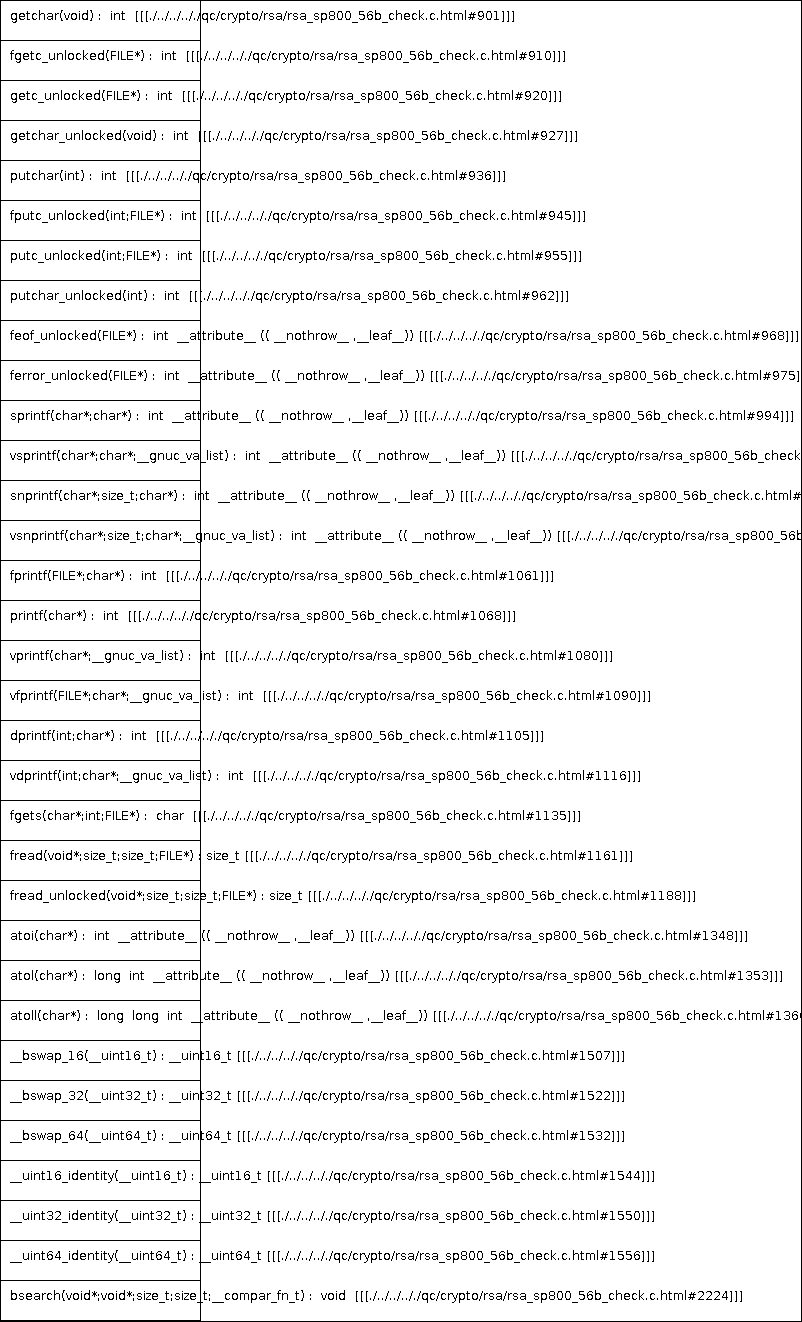 getchar(void) : int [[[./../../../qc/crypto/rsa/rsa_sp800_56b_check.c.html#901]]]
fgetc_unlocked(FILE*) : int [[[./../../../qc/crypto/rsa/rsa_sp800_56b_check.c.html#910]]]
getc_unlocked(FILE*) : int [[[./../../../qc/crypto/rsa/rsa_sp800_56b_check.c.html#920]]]
getchar_unlocked(void) : int [[[./../../../qc/crypto/rsa/rsa_sp800_56b_check.c.html#927]]]
putchar(int) : int [[[./../../../qc/crypto/rsa/rsa_sp800_56b_check.c.html#936]]]
fputc_unlocked(int;FILE*) : int [[[./../../../qc/crypto/rsa/rsa_sp800_56b_check.c.html#945]]]
putc_unlocked(int;FILE*) : int [[[./../../../qc/crypto/rsa/rsa_sp800_56b_check.c.html#955]]]
putchar_unlocked(int) : int [[[./../../../qc/crypto/rsa/rsa_sp800_56b_check.c.html#962]]]
feof_unlocked(FILE*) : int __attribute__ (( __nothrow__ ,__leaf__)) [[[./../../../qc/crypto/rsa/rsa_sp800_56b_check.c.html#968]]]
ferror_unlocked(FILE*) : int __attribute__ (( __nothrow__ ,__leaf__)) [[[./../../../qc/crypto/rsa/rsa_sp800_56b_check.c.html#975]
sprintf(char*;char*) : int __attribute__ (( __nothrow__ ,__leaf__)) [[[./../../../qc/crypto/rsa/rsa_sp800_56b_check.c.html#994]]]
vsprintf(char*;char*;__gnuc_va_list) : int __attribute__ (( __nothrow__ ,__leaf__)) [[[./../../../qc/crypto/rsa/rsa_sp800_56b_check
snprintf(char*;size_t;char*) : int __attribute__ (( __nothrow__ ,__leaf__)) [[[./../../../qc/crypto/rsa/rsa_sp800_56b_check.c.html#
vsnprintf(char*;size_t;char*;__gnuc_va_list) : int __attribute__ (( __nothrow__ ,__leaf__)) [[[./../../../qc/crypto/rsa/rsa_sp800_56b
fprintf(FILE*;char*) : int [[[./../../../qc/crypto/rsa/rsa_sp800_56b_check.c.html#1061]]]
printf(char*) : int [[[./../../../qc/crypto/rsa/rsa_sp800_56b_check.c.html#1068]]]
vprintf(char*;__gnuc_va_list) : int [[[./../../../qc/crypto/rsa/rsa_sp800_56b_check.c.html#1080]]]
vfprintf(FILE*;char*;__gnuc_va_list) : int [[[./../../../qc/crypto/rsa/rsa_sp800_56b_check.c.html#1090]]]
dprintf(int;char*) : int [[[./../../../qc/crypto/rsa/rsa_sp800_56b_check.c.html#1105]]]
vdprintf(int;char*;__gnuc_va_list) : int [[[./../../../qc/crypto/rsa/rsa_sp800_56b_check.c.html#1116]]]
fgets(char*;int;FILE*) : char [[[./../../../qc/crypto/rsa/rsa_sp800_56b_check.c.html#1135]]]
fread(void*;size_t;size_t;FILE*) : size_t [[[./../../../qc/crypto/rsa/rsa_sp800_56b_check.c.html#1161]]]
fread_unlocked(void*;size_t;size_t;FILE*) : size_t [[[./../../../qc/crypto/rsa/rsa_sp800_56b_check.c.html#1188]]]
atoi(char*) : int __attribute__ (( __nothrow__ ,__leaf__)) [[[./../../../qc/crypto/rsa/rsa_sp800_56b_check.c.html#1348]]]
atol(char*) : long int __attribute__ (( __nothrow__ ,__leaf__)) [[[./../../../qc/crypto/rsa/rsa_sp800_56b_check.c.html#1353]]]
atoll(char*) : long long int __attribute__ (( __nothrow__ ,__leaf__)) [[[./../../../qc/crypto/rsa/rsa_sp800_56b_check.c.html#136
__bswap_16(__uint16_t) : __uint16_t [[[./../../../qc/crypto/rsa/rsa_sp800_56b_check.c.html#1507]]]
__bswap_32(__uint32_t) : __uint32_t [[[./../../../qc/crypto/rsa/rsa_sp800_56b_check.c.html#1522]]]
__bswap_64(__uint64_t) : __uint64_t [[[./../../../qc/crypto/rsa/rsa_sp800_56b_check.c.html#1532]]]
__uint16_identity(__uint16_t) : __uint16_t [[[./../../../qc/crypto/rsa/rsa_sp800_56b_check.c.html#1544]]]
__uint32_identity(__uint32_t) : __uint32_t [[[./../../../qc/crypto/rsa/rsa_sp800_56b_check.c.html#1550]]]
__uint64_identity(__uint64_t) : __uint64_t [[[./../../../qc/crypto/rsa/rsa_sp800_56b_check.c.html#1556]]]
bsearch(void*;void*;size_t;size_t;__compar_fn_t) : void [[[./../../../qc/crypto/rsa/rsa_sp800_56b_check.c.html#2224]]]